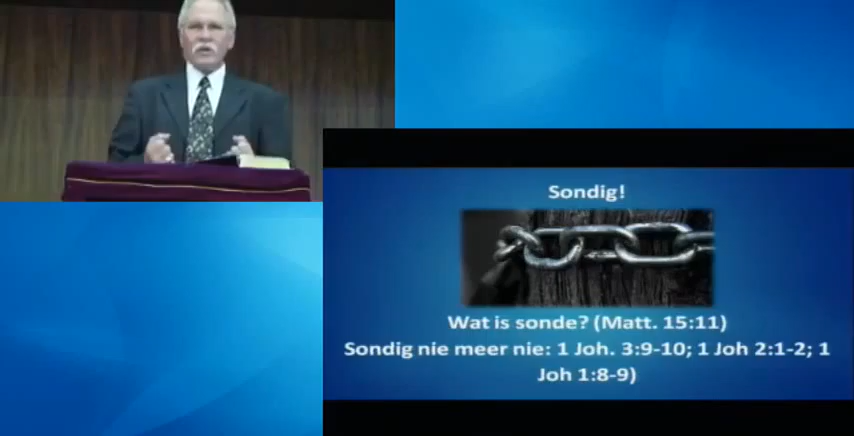 Sondig!
Wat is sonde? (Matt. 15:11)
Sondig nie meer nie: 1 Joh. 3:9-10; 1 Joh 2:1-2; 1
Joh 1:8-9)